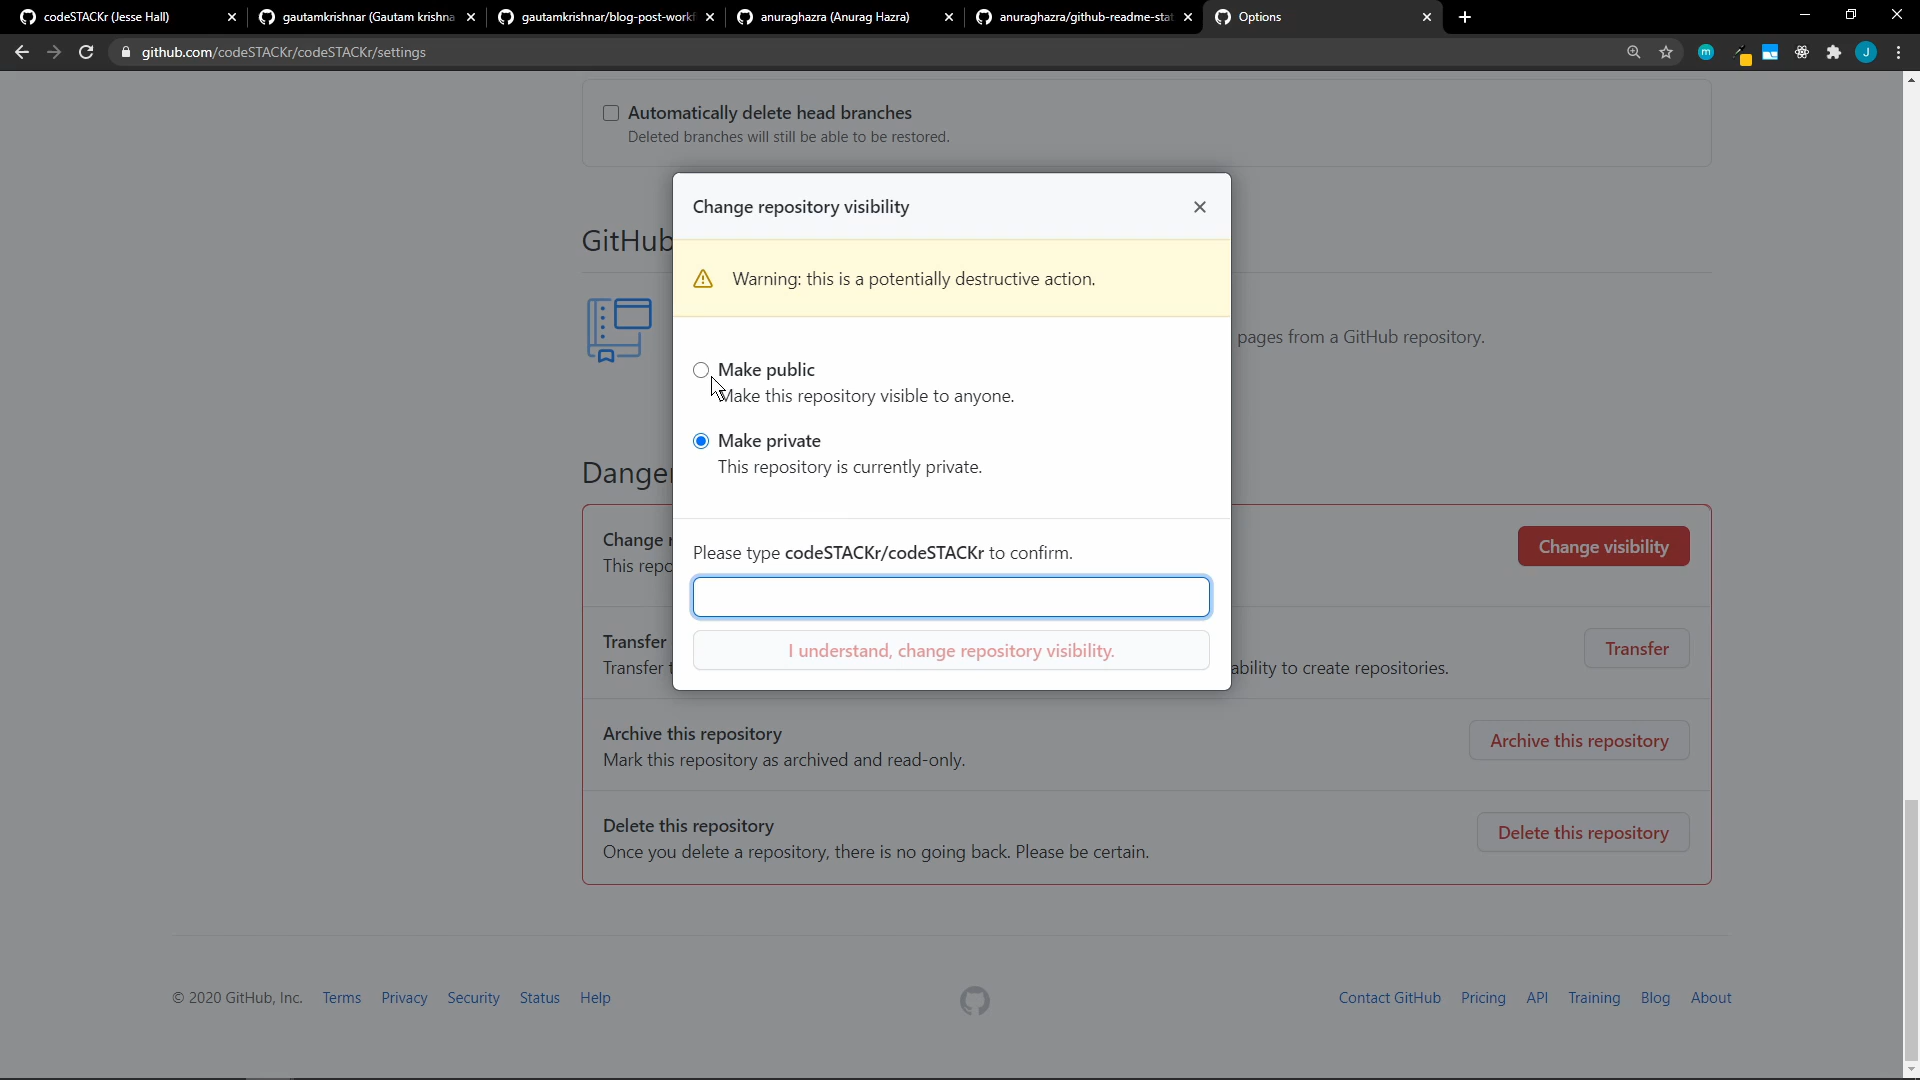 codeSTACKr (Jesse Hall)
gautamkrishnar (Gautam krishna
gautamkrishnar/blog-post-workf
anuraghazra (Anurag Hazra)
anuraghazra/github-readme-stat
Options
github.com/codeSTACKr/codeSTACKr/settings
m
J
Automatically delete head branches
Deleted branches will still be able to be restored.
Change repository visibility
GitHub
Warning: this is a potentially destructive action.
pages from a GitHub repository.
Make public
Make this repository visible to anyone.
Make private
This repository is currently private.
Danger
Change r
This repo
Change visibility
Please type codeSTACKr/codeSTACKr to confirm.
I understand, change repository visibility.
Transfer
Transfer t
ability to create repositories.
Transfer
Archive this repository
Mark this repository as archived and read-only.
Archive this repository
Delete this repository
Once you delete a repository, there is no going back. Please be certain.
Delete this repository
© 2020 GitHub, Inc. Terms Privacy Security Status Help
Contact GitHub Pricing API Training Blog About